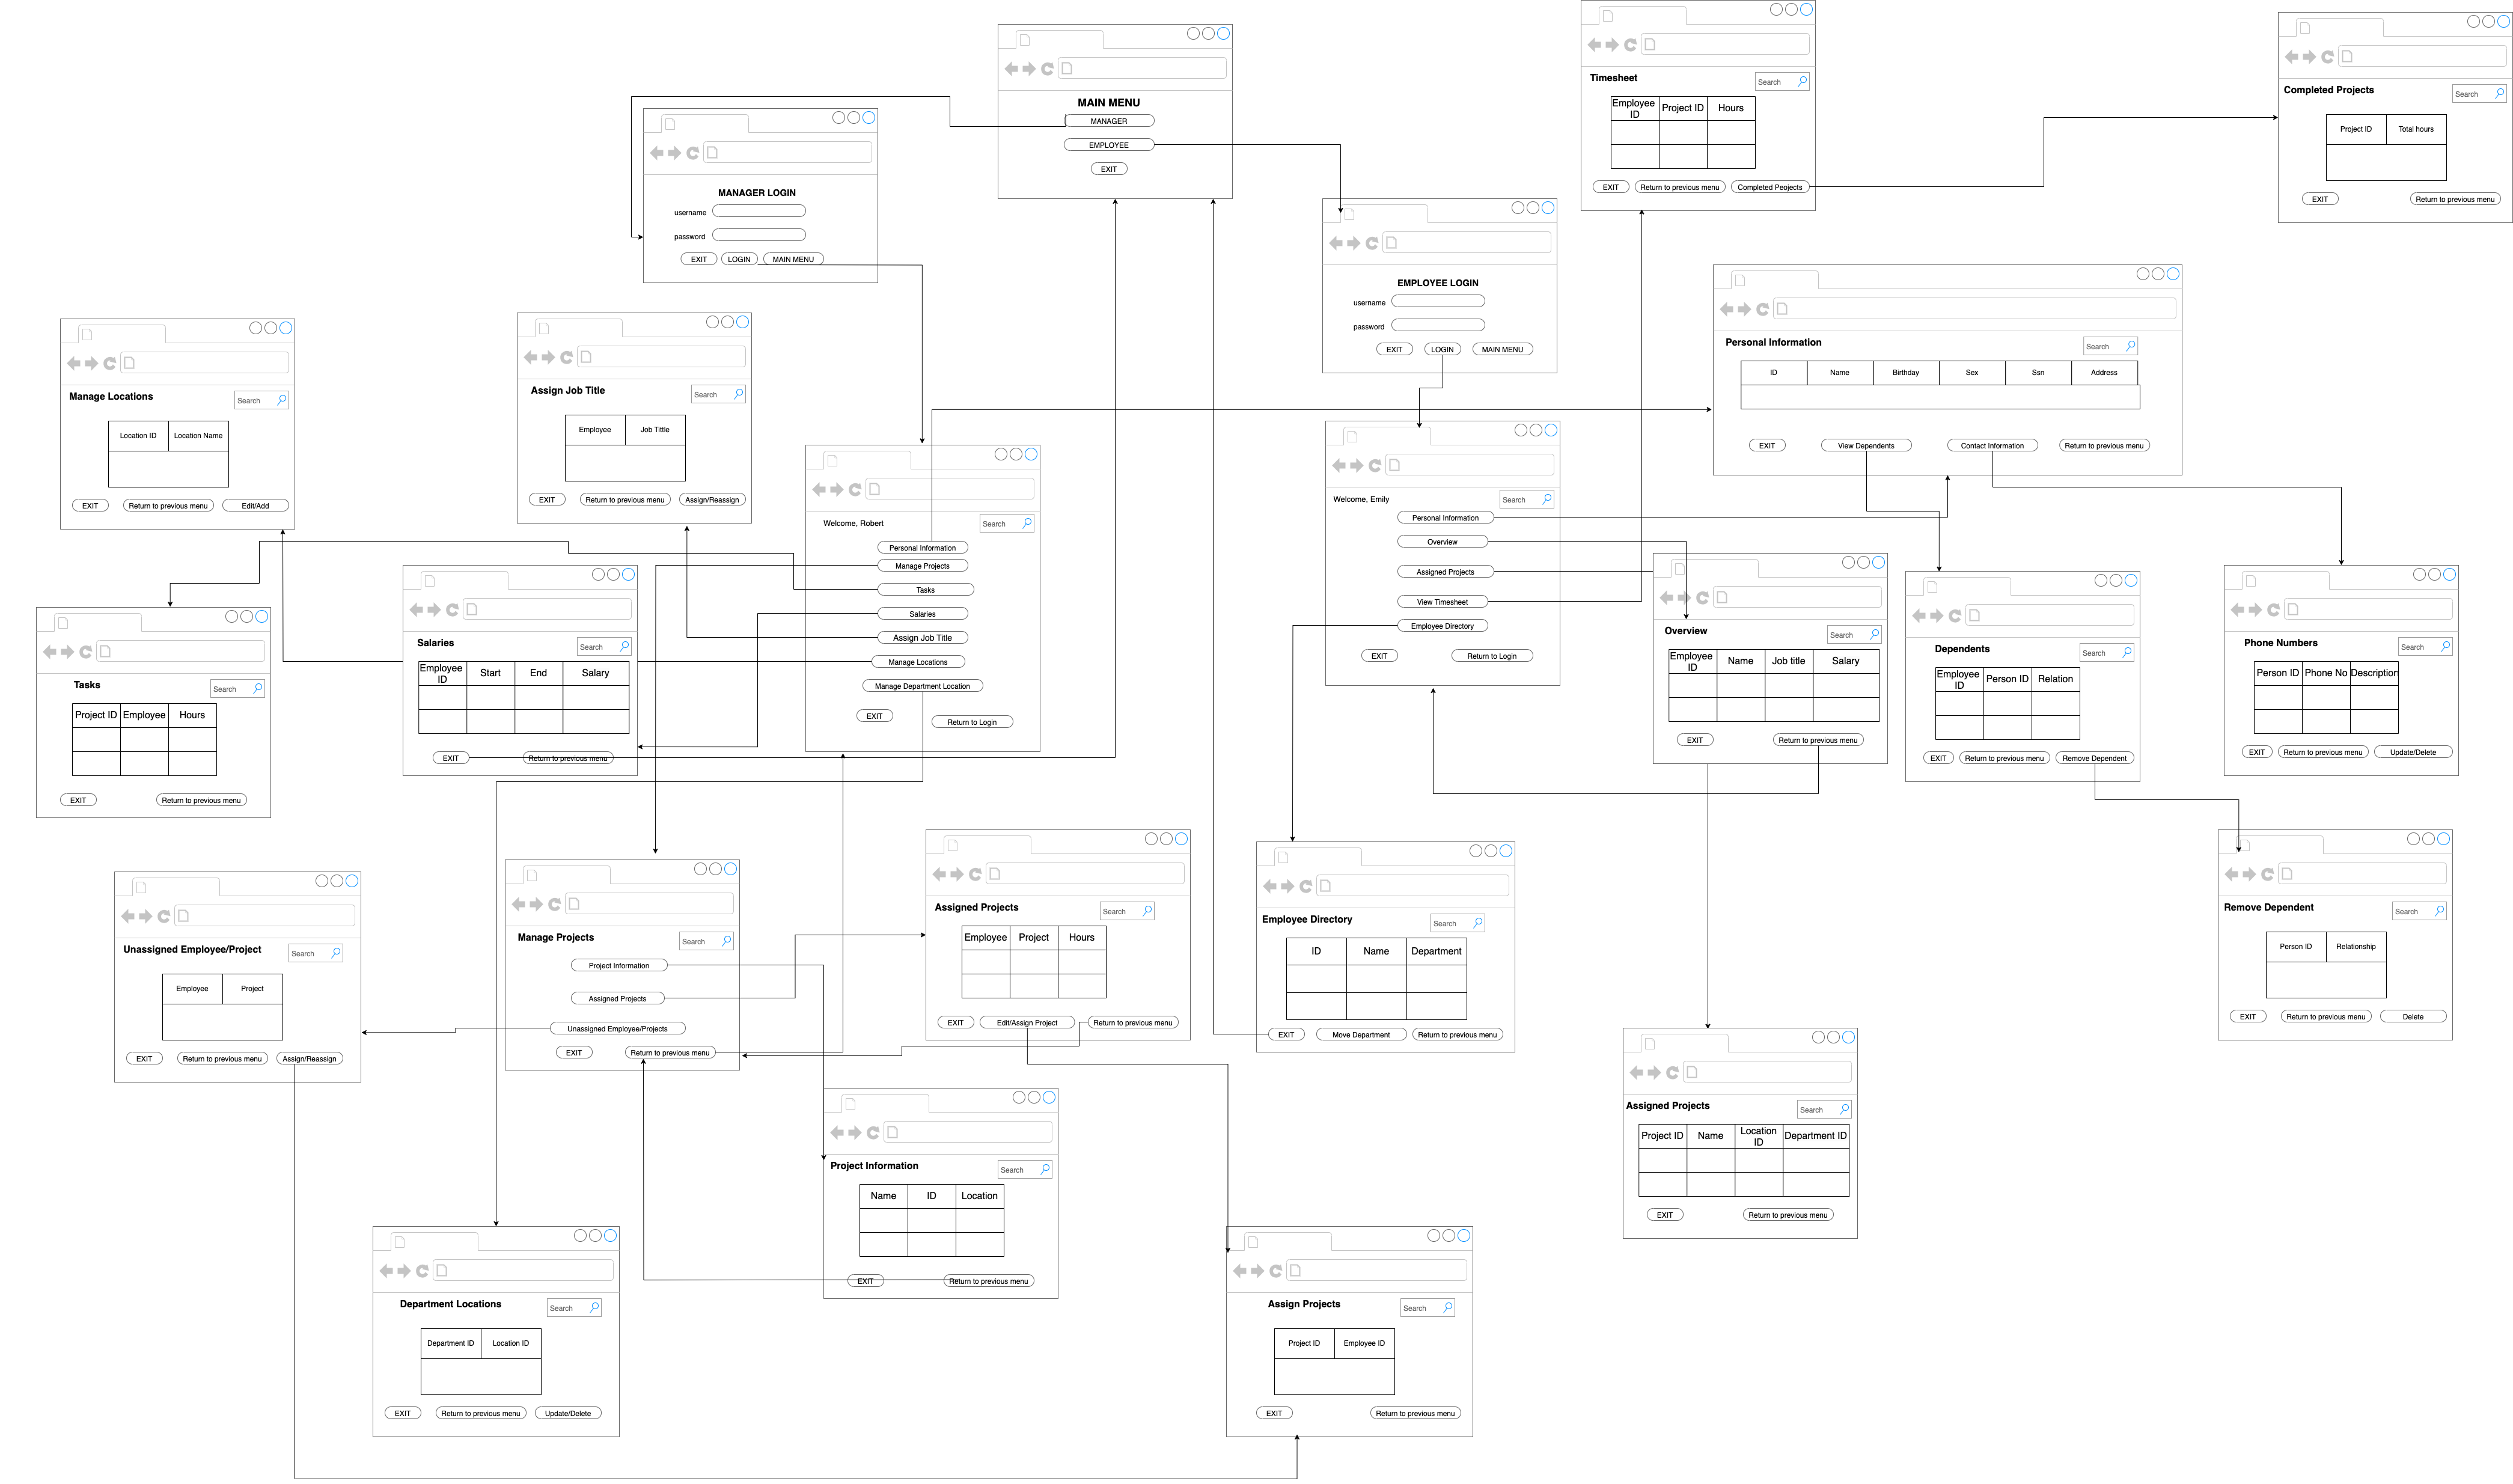 MAIN MENU
MANAGER
EMPLOYEE
EXIT
MANAGER LOGIN
username
password
EXIT LOGIN MAIN MENU
EMPLOYEE LOGIN
username
password
EXIT LOGIN MAIN MENU
Timesheet Search
Employee ID Project ID Hours
EXIT Return to previous menu Completed Peojects
Completed Projects Search
Project ID Total hours
EXIT Return to previous menu
Personal Information Search
ID Name Birthday Sex Ssn Address
EXIT View Dependents Contact Information Return to previous menu
Manage Locations Search
Location ID Location Name
EXIT Return to previous menu Edit/Add
Assign Job Title Search
Employee Job Tittle
EXIT Return to previous menu Assign/Reassign
Welcome, Robert Search
Personal Information
Manage Projects
Tasks
Salaries
Assign Job Title
Manage Locations
Manage Department Location
EXIT Return to Login
Welcome, Emily Search
Personal Information
Overview
Assigned Projects
View Timesheet
Employee Directory
EXIT Return to Login
Tasks Search
Project ID Employee Hours
EXIT Return to previous menu
Salaries Search
Employee ID Start End Salary
EXIT Return to previous menu
Overview Search
Employee ID Name Job title Salary
EXIT Return to previous menu
Dependents Search
Employee ID Person ID Relation
EXIT Return to previous menu Remove Dependent
Phone Numbers Search
Person ID Phone No Description
EXIT Return to previous menu Update/Delete
Unassigned Employee/Project Search
Employee Project
EXIT Return to previous menu Assign/Reassign
Manage Projects Search
Project Information
Assigned Projects
Unassigned Employee/Projects
EXIT Return to previous menu
Assigned Projects Search
Employee Project Hours
EXIT Edit/Assign Project Return to previous menu
Employee Directory Search
ID Name Department
EXIT Move Department Return to previous menu
Remove Dependent Search
Person ID Relationship
EXIT Return to previous menu Delete
Project Information Search
Name ID Location
EXIT Return to previous menu
Assigned Projects Search
Project ID Name Location ID Department ID
EXIT Return to previous menu
Department Locations Search
Department ID Location ID
EXIT Return to previous menu Update/Delete
Assign Projects Search
Project ID Employee ID
EXIT Return to previous menu